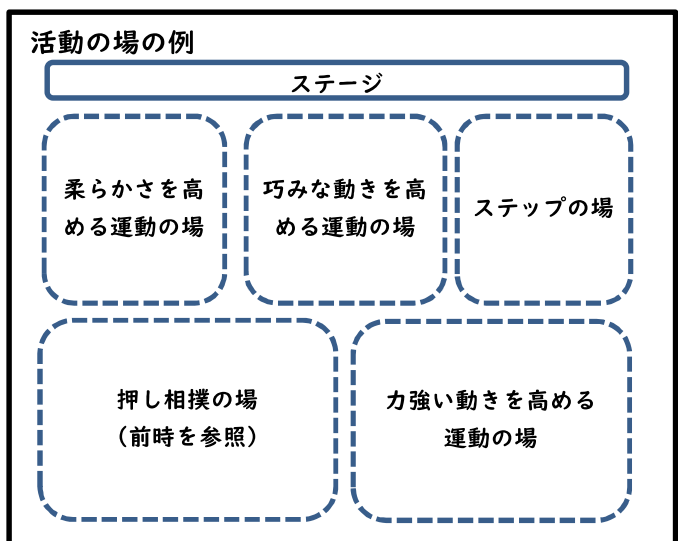 活動の場の例
ステージ
柔らかさを高
める運動の場
巧みな動きを高
める運動の場
ステップの場
押し相撲の場
（前時を参照）
力強い動きを高める
運動の場